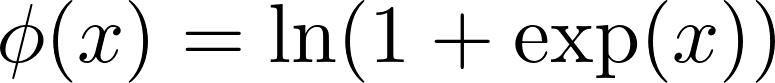 ϕ(x) = ln(1 + exp(x))